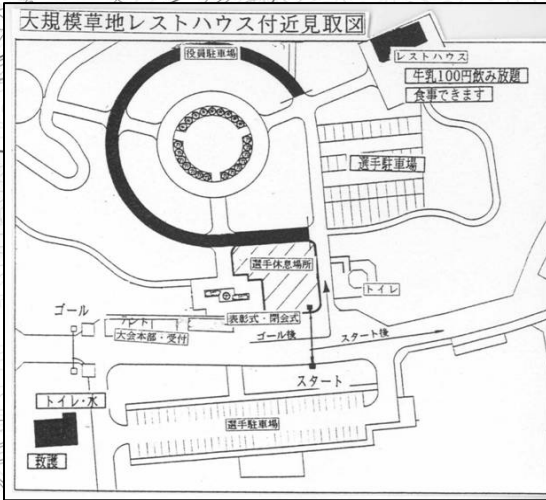 大規模草地レストハウス付近見取図
役員駐車場
レストハウス
牛乳100円飲み放題
食事できます
選手駐車場
選手休息場所
トイレ
ゴール
テント
表彰式・閉会式
大会本部・受付
ゴール後
スタート後
スタート
トイレ・水
選手駐車場
救護